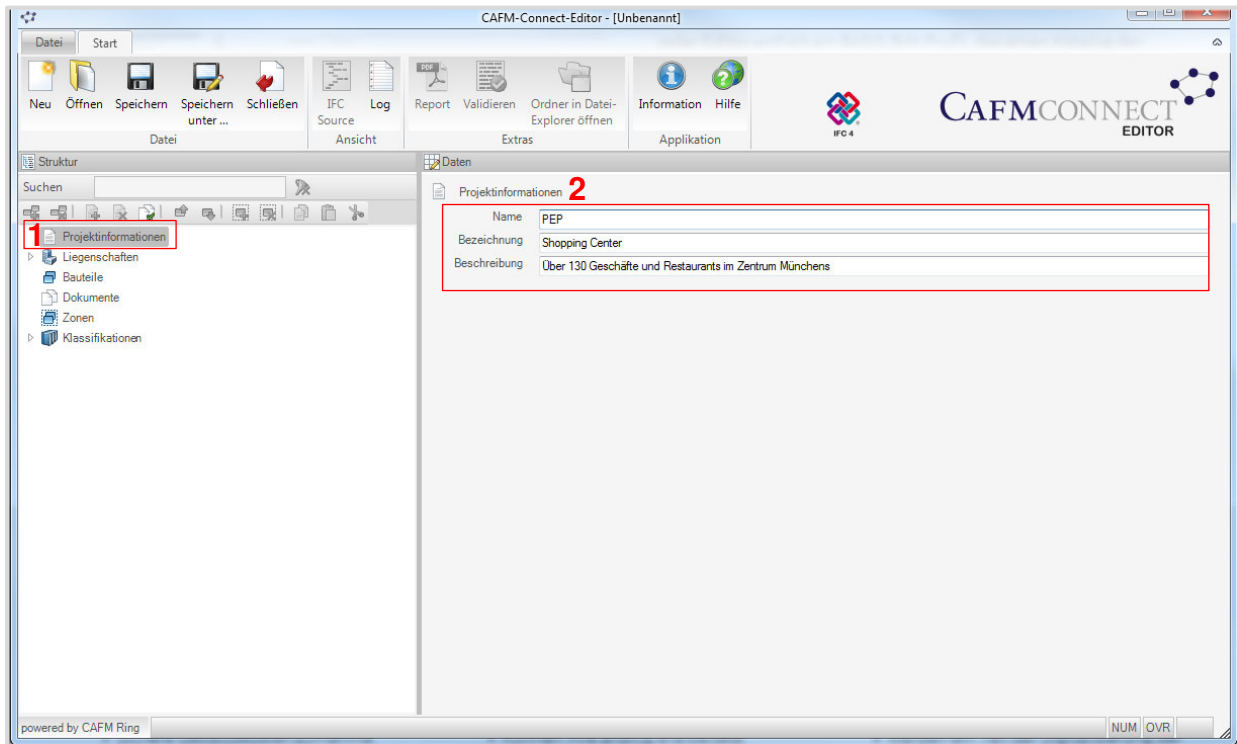 CAFM-Connect-Editor - [Unbenannt]
Datei Start
Neu Öffnen Speichern Speichern unter ... Schließen
Datei
IFC Source Log
Ansicht
Report Validieren Ordner in Datei-Explorer öffnen
Extras
Information Hilfe
Applikation
IFC 4
CAFMCONNECT
EDITOR
Struktur
Suchen
1 Projektinformationen
Liegenschaften
Bauteile
Dokumente
Zonen
Klassifikationen
Daten
Projektinformationen 2
Name PEP
Bezeichnung Shopping Center
Beschreibung Über 130 Geschäfte und Restaurants im Zentrum Münchens
powered by CAFM Ring
NUM OVR